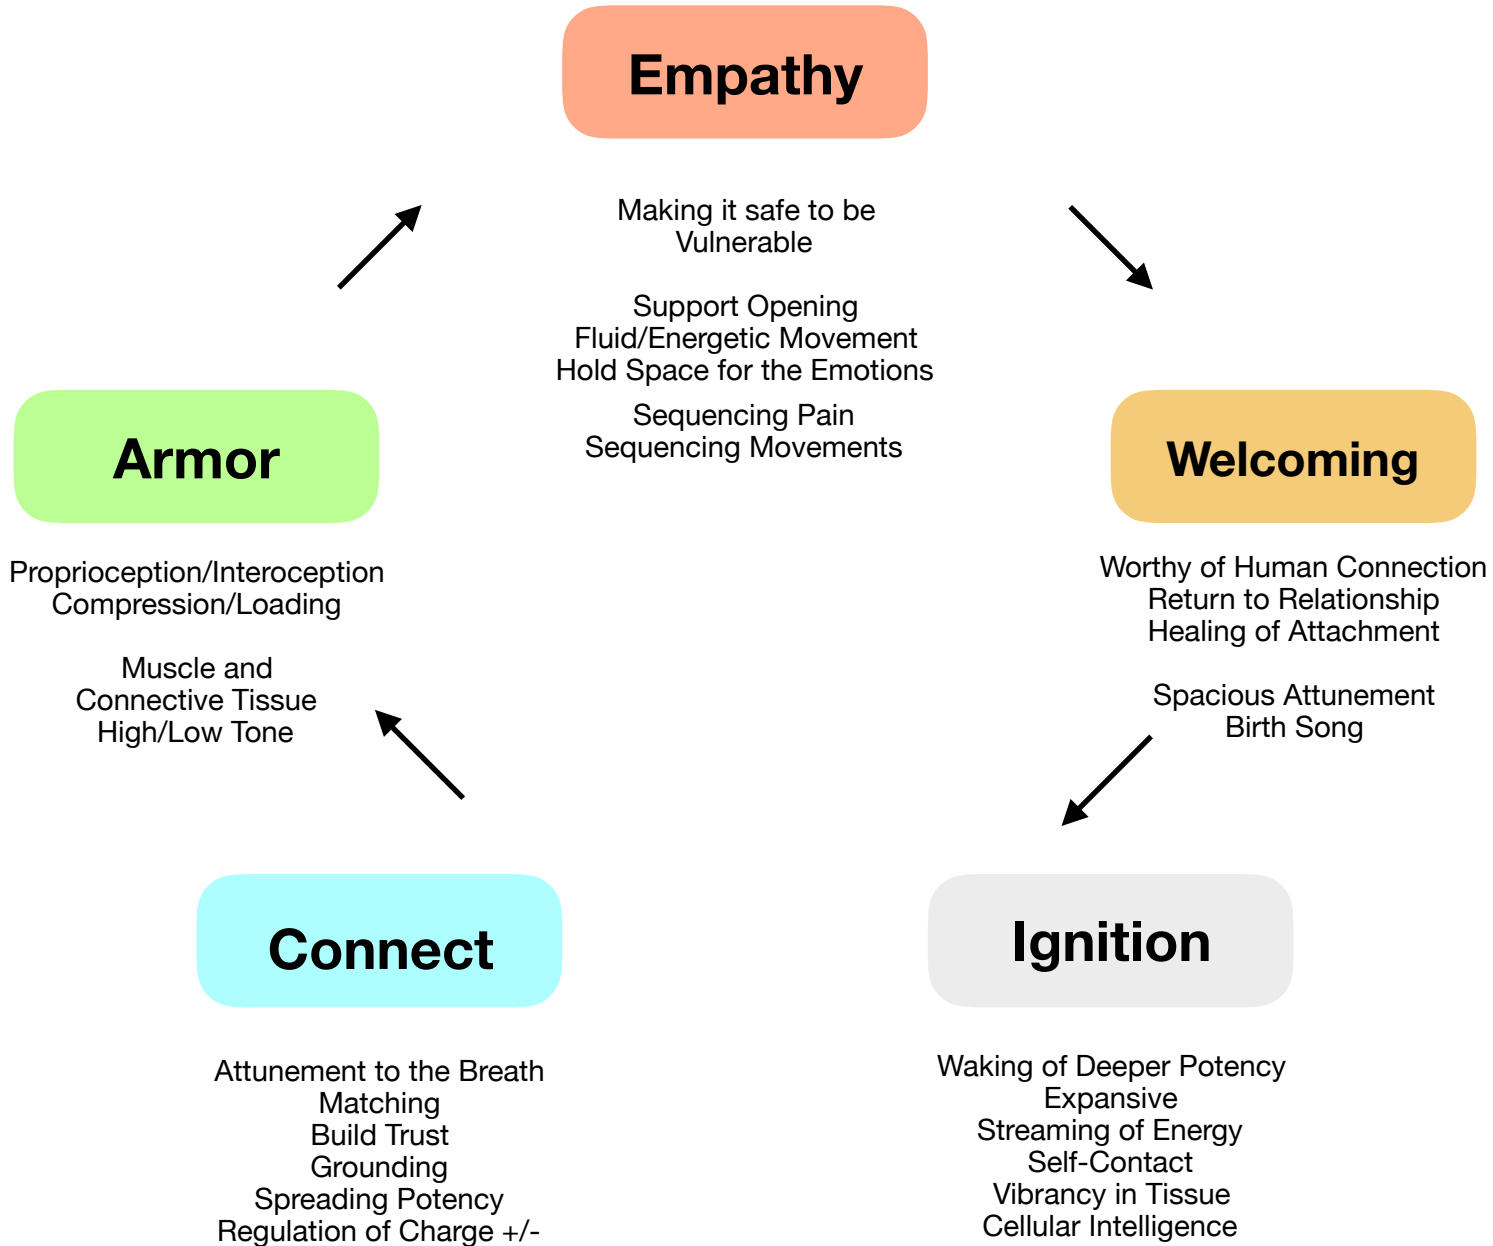 Empathy
Making it safe to be
Vulnerable
Support Opening
Fluid/Energetic Movement
Hold Space for the Emotions
Sequencing Pain
Sequencing Movements
Armor
Proprioception/Interoception
Compression/Loading
Muscle and
Connective Tissue
High/Low Tone
Welcoming
Worthy of Human Connection
Return to Relationship
Healing of Attachment
Spacious Attunement
Birth Song
Connect
Attunement to the Breath
Matching
Build Trust
Grounding
Spreading Potency
Regulation of Charge +/-
Ignition
Waking of Deeper Potency
Expansive
Streaming of Energy
Self-Contact
Vibrancy in Tissue
Cellular Intelligence